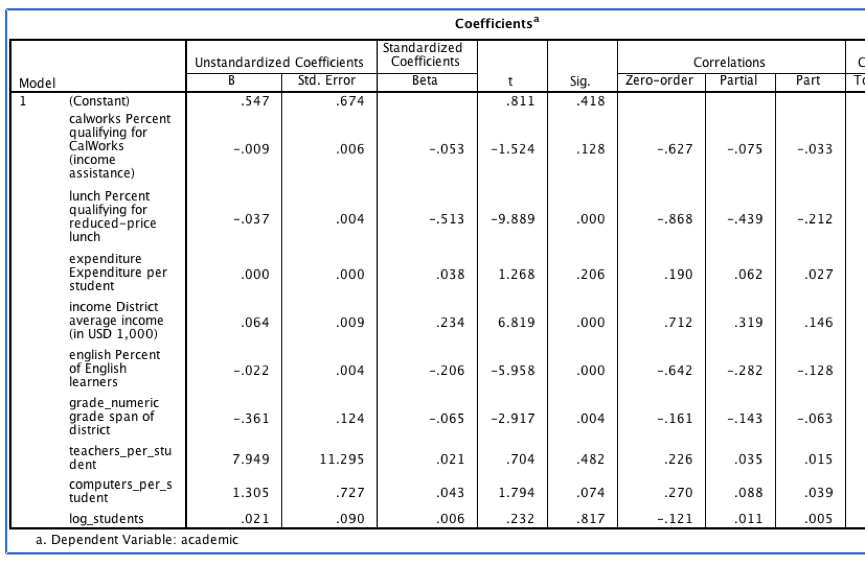 Coefficientsa
Unstandardized Coefficients Standardized Coefficients Correlations C
Model B Std. Error Beta t Sig. Zero-order Partial Part To
1 (Constant) .547 .674 .811 .418
calworks Percent
qualifying for
CalWorks
(income
assistance) -.009 .006 -.053 -1.524 .128 -.627 -.075 -.033
lunch Percent
qualifying for
reduced-price
lunch -.037 .004 -.513 -9.889 .000 -.868 -.439 -.212
expenditure
Expenditure per
student .000 .000 .038 1.268 .206 .190 .062 .027
income District
average income
(in USD 1,000) .064 .009 .234 6.819 .000 .712 .319 .146
english Percent
of English
learners -.022 .004 -.206 -5.958 .000 -.642 -.282 -.128
grade_numeric
grade span of
district -.361 .124 -.065 -2.917 .004 -.161 -.143 -.063
teachers_per_stu
dent 7.949 11.295 .021 .704 .482 .226 .035 .015
computers_per_s
tudent 1.305 .727 .043 1.794 .074 .270 .088 .039
log_students .021 .090 .006 .232 .817 -.121 .011 .005
a. Dependent Variable: academic